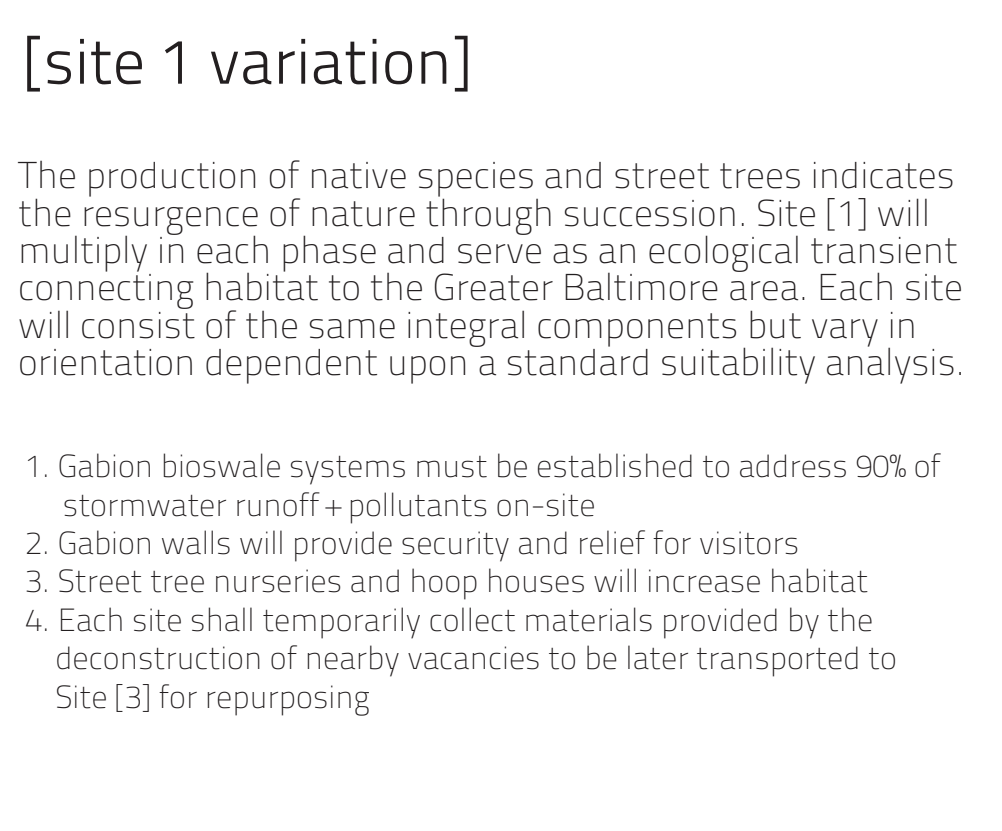 [site 1 variation]
The production of native species and street trees indicates
the resurgence of nature through succession. Site [1] will
multiply in each phase and serve as an ecological transient
connecting habitat to the Greater Baltimore area. Each site
will consist of the same integral components but vary in
orientation dependent upon a standard suitability analysis.
1. Gabion bioswale systems must be established to address 90% of
stormwater runoff + pollutants on-site
2. Gabion walls will provide security and relief for visitors
3. Street tree nurseries and hoop houses will increase habitat
4. Each site shall temporarily collect materials provided by the
deconstruction of nearby vacancies to be later transported to
Site [3] for repurposing